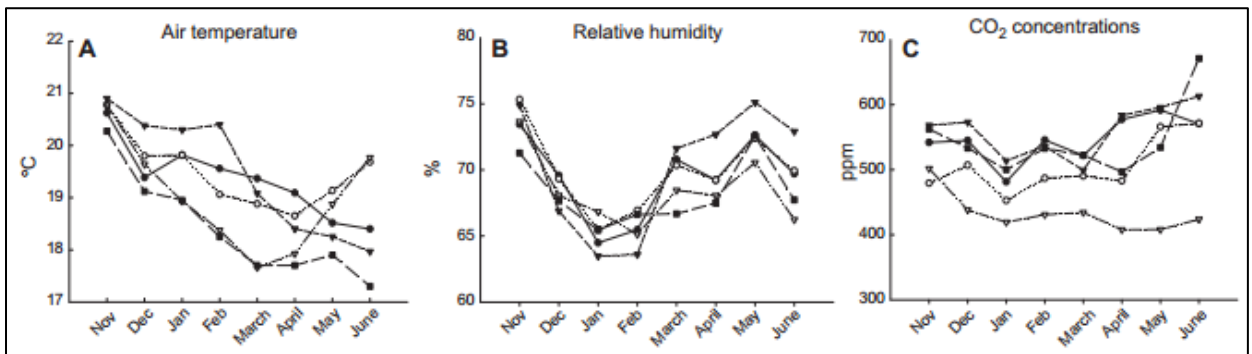 A
Air temperature
°C
22
21
20
19
18
17
Nov
Dec
Jan
Feb
March
April
May
June
B
Relative humidity
%
80
75
70
65
60
Nov
Dec
Jan
Feb
March
April
May
June
C
CO₂ concentrations
ppm
700
600
500
400
300
Nov
Dec
Jan
Feb
March
April
May
June